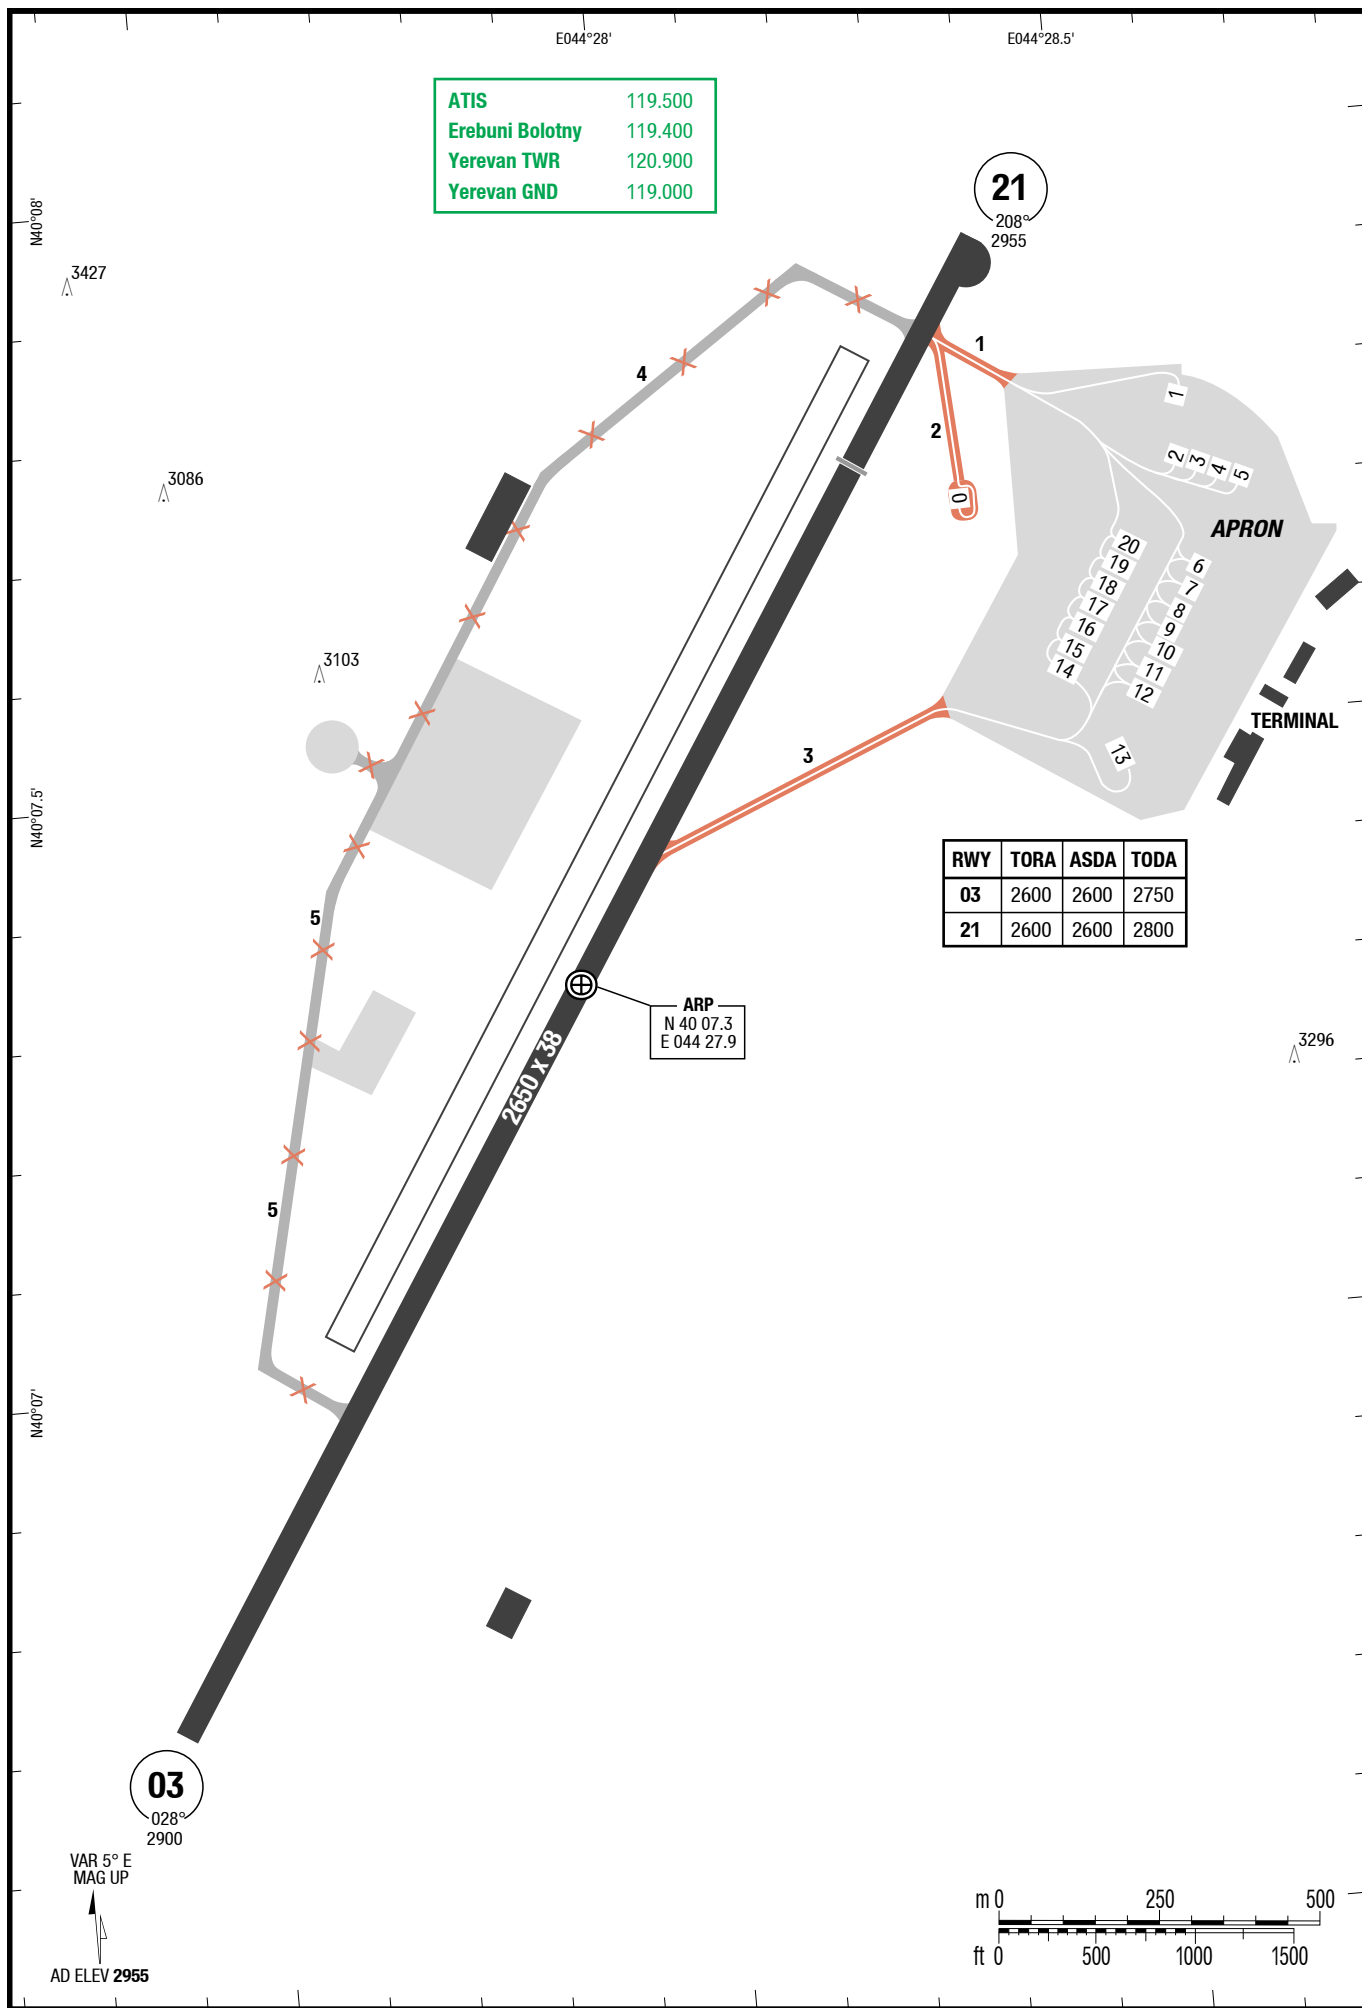 E044°28'
E044°28.5'
ATIS 119.500
Erebuni Bolotny 119.400
Yerevan TWR 120.900
Yerevan GND 119.000
21
208°
2955
N40°08'
3427
1
4
1
2
2
3
4
5
3086
0
APRON
20
19
18
17
16
15
14
6
7
8
9
10
11
12
3103
TERMINAL
3
13
N40°07.5'
RWY TORA ASDA TODA
03 2600 2600 2750
21 2600 2600 2800
5
ARP
N 40 07.3
E 044 27.9
3296
2650 x 38
5
N40°07'
03
028°
2900
VAR 5° E
MAG UP
AD ELEV 2955
m 0 250 500
ft 0 500 1000 1500